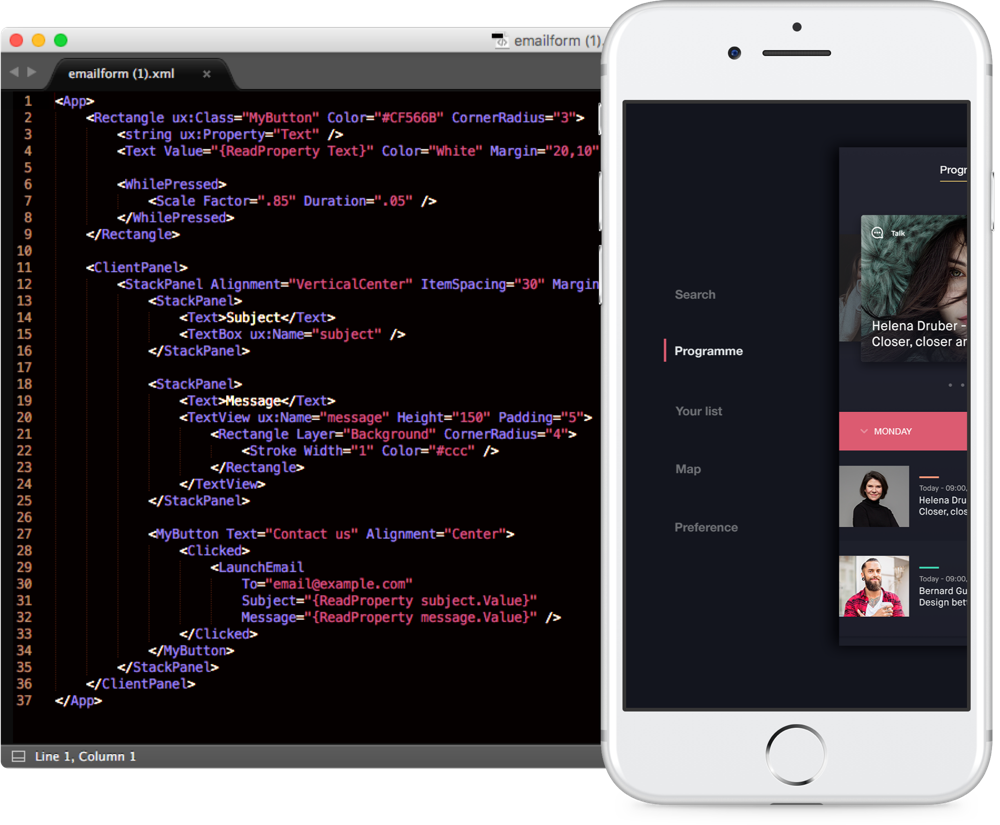 emailform (1).
emailform (1).xml
1 <App>
2 <Rectangle ux:Class="MyButton" Color="#CF566B" CornerRadius="3">
3 <string ux:Property="Text" />
4 <Text Value="{ReadProperty Text}" Color="White" Margin="20,10"
5
6 <WhilePressed>
7 <Scale Factor=".85" Duration=".05" />
8 </WhilePressed>
9 </Rectangle>
10
11 <ClientPanel>
12 <StackPanel Alignment="VerticalCenter" ItemSpacing="30" Margin
13 <StackPanel>
14 <Text>Subject</Text>
15 <TextBox ux:Name="subject" />
16 </StackPanel>
17
18 <StackPanel>
19 <Text>Message</Text>
20 <TextView ux:Name="message" Height="150" Padding="5">
21 <Rectangle Layer="Background" CornerRadius="4">
22 <Stroke Width="1" Color="#ccc" />
23 </Rectangle>
24 </TextView>
25 </StackPanel>
26
27 <MyButton Text="Contact us" Alignment="Center">
28 <Clicked>
29 <LaunchEmail
30 To="email@example.com"
31 Subject="{ReadProperty subject.Value}"
32 Message="{ReadProperty message.Value}" />
33 </Clicked>
34 </MyButton>
35 </StackPanel>
36 </ClientPanel>
37 </App>
Line 1, Column 1
Search
Programme
Your list
Map
Preference
Progr
Talk
Helena Druber -
Closer, closer ar
MONDAY
Today - 09:00,
Helena Dru
Closer, clos
Today - 09:00,
Bernard Gu
Design bett